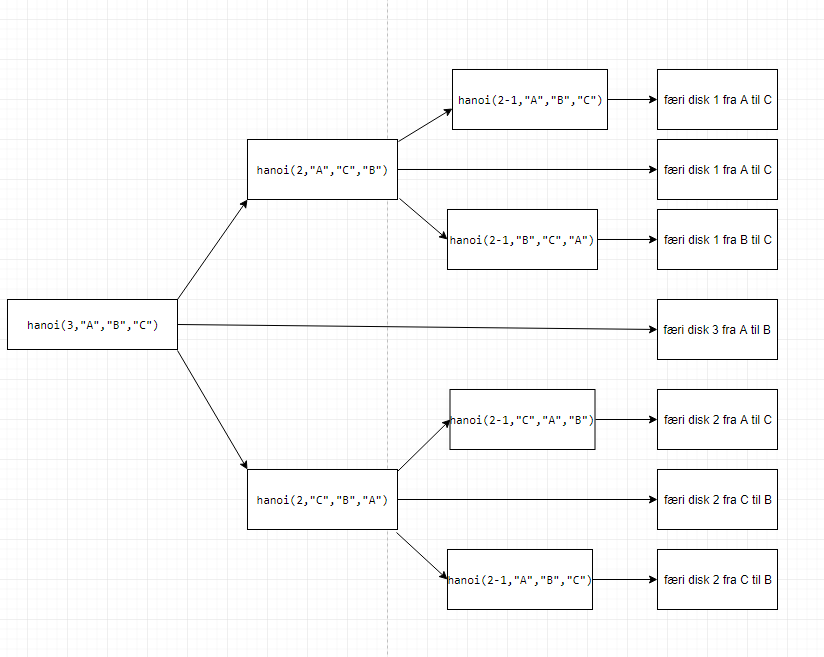 hanoi(2-1,"A","B","C")
færi disk 1 fra A til C
hanoi(2,"A","C","B")
færi disk 1 fra A til C
hanoi(2-1,"B","C","A")
færi disk 1 fra B til C
hanoi(3,"A","B","C")
færi disk 3 fra A til B
hanoi(2-1,"C","A","B")
færi disk 2 fra A til C
hanoi(2,"C","B","A")
færi disk 2 fra C til B
hanoi(2-1,"A","B","C")
færi disk 2 fra C til B